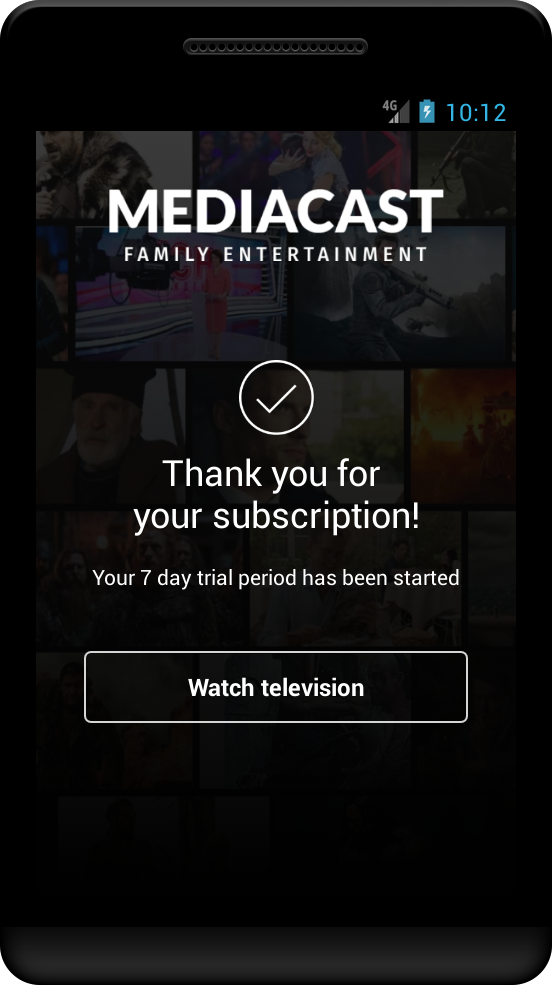 4G 10:12
MEDIACAST
FAMILY ENTERTAINMENT
Thank you for
your subscription!
Your 7 day trial period has been started
Watch television